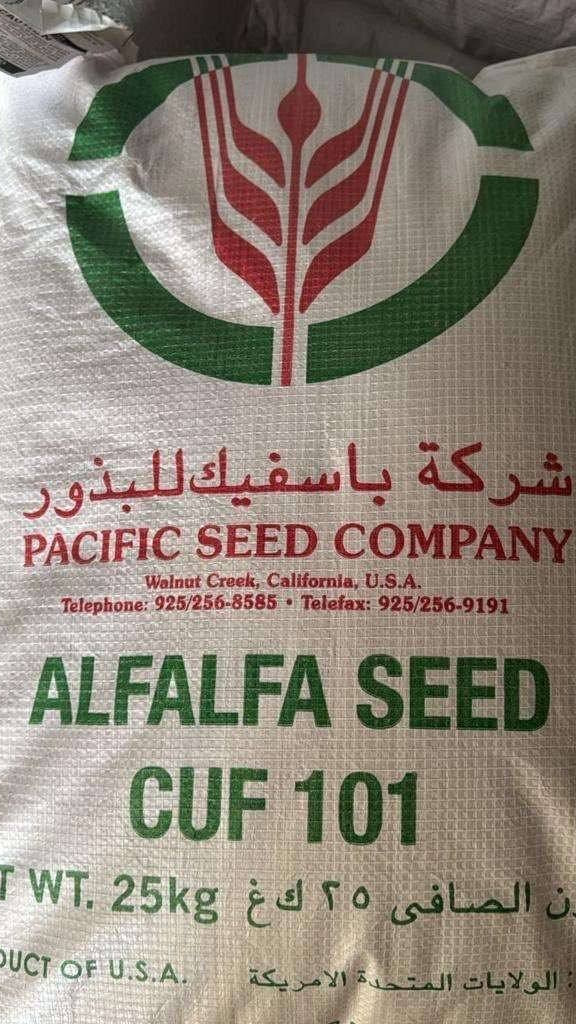 شركة باسفيك للبذور
PACIFIC SEED COMPANY
Walnut Creek, California, U.S.A.
Telephone: 925/256-8585 • Telefax: 925/256-9191
ALFALFA SEED
CUF 101
WT. 25kg الصافى ٢٥ ك غ
OF U.S.A. : الولايات المتحدة الامريكة